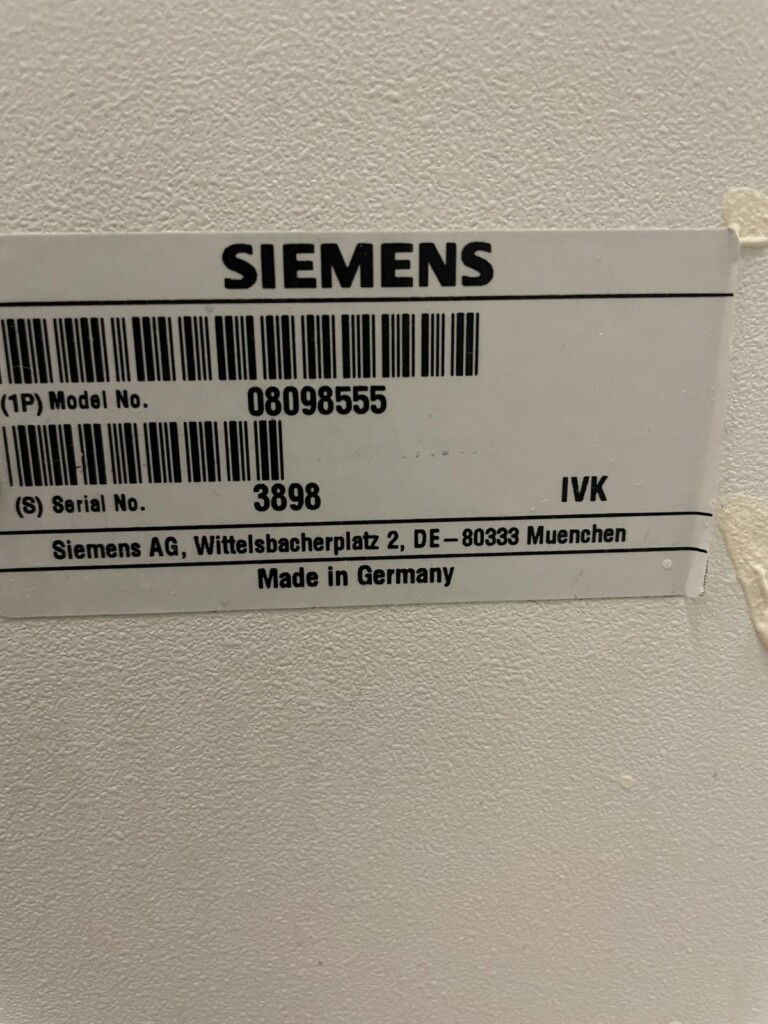 SIEMENS
(1P) Model No. 08098555
(S) Serial No. 3898 IVK
Siemens AG, Wittelsbacherplatz 2, DE-80333 Muenchen
Made in Germany